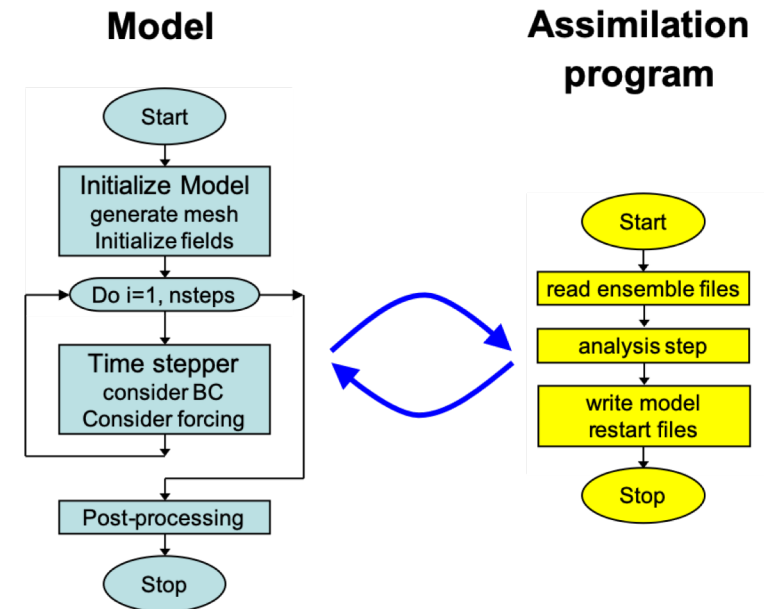 Model
Start
Initialize Model
generate mesh
Initialize fields
Do i=1, nsteps
Time stepper
consider BC
Consider forcing
Post-processing
Stop
Assimilation
program
Start
read ensemble files
analysis step
write model
restart files
Stop